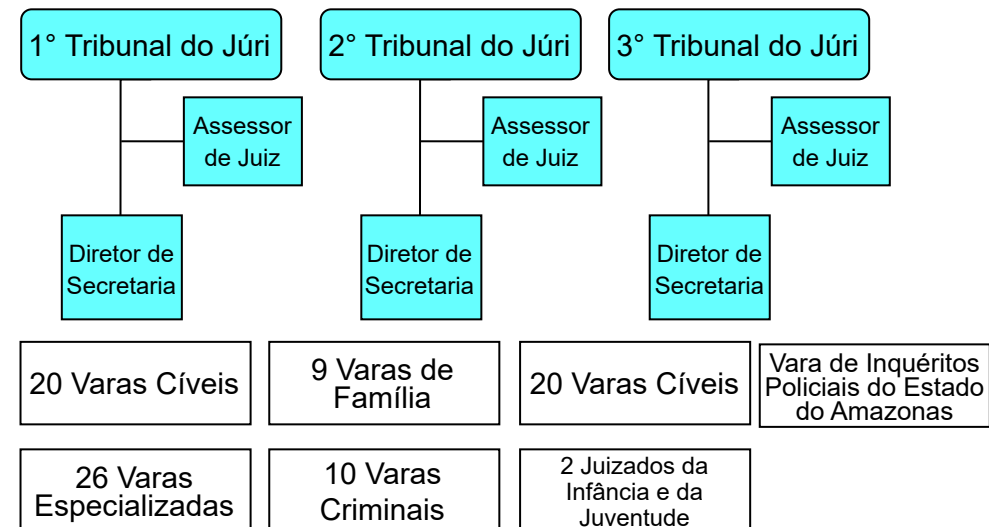 1° Tribunal do Júri
2° Tribunal do Júri
3° Tribunal do Júri
Assessor
de Juiz
Assessor
de Juiz
Assessor
de Juiz
Diretor de
Secretaria
Diretor de
Secretaria
Diretor de
Secretaria
20 Varas Cíveis
9 Varas de
Família
20 Varas Cíveis
Vara de Inquéritos
Policiais do Estado
do Amazonas
26 Varas
Especializadas
10 Varas
Criminais
2 Juizados da
Infância e da
Juventude